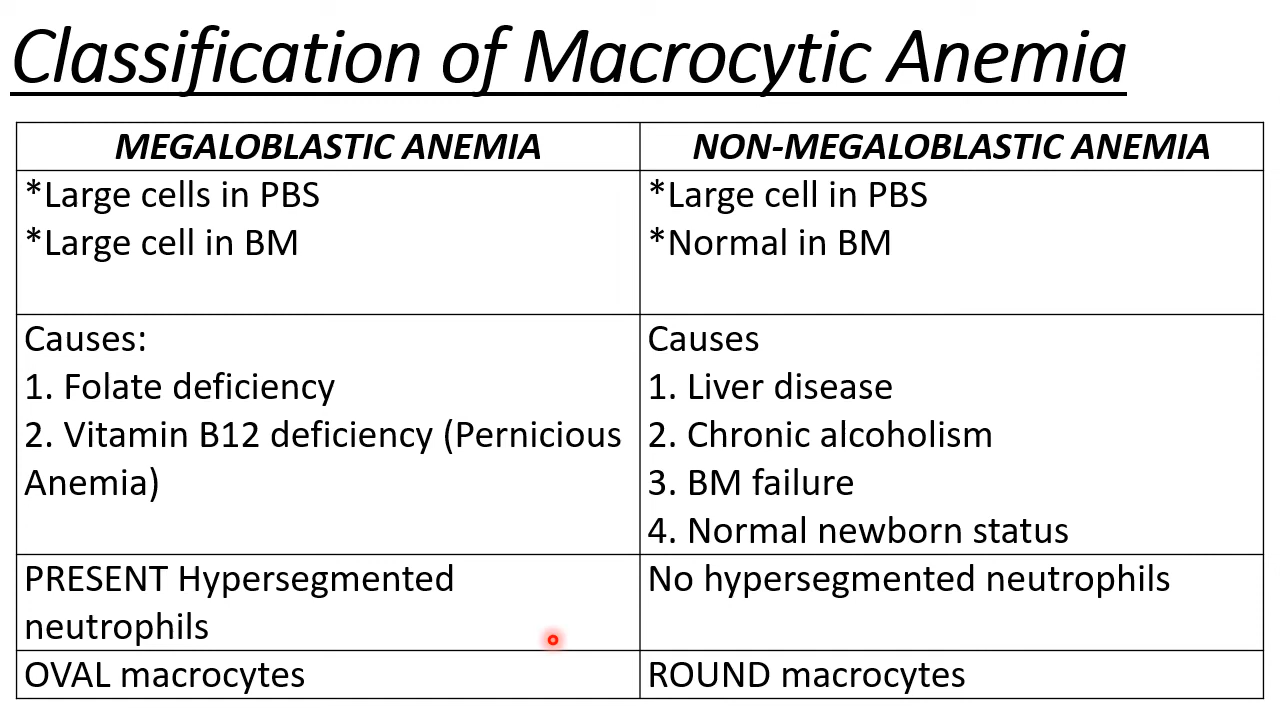 Classification of Macrocytic Anemia
MEGALOBLASTIC ANEMIA
NON-MEGALOBLASTIC ANEMIA
*Large cells in PBS
*Large cell in BM
*Large cell in PBS
*Normal in BM
Causes:
1. Folate deficiency
2. Vitamin B12 deficiency (Pernicious
Anemia)
Causes
1. Liver disease
2. Chronic alcoholism
3. BM failure
4. Normal newborn status
PRESENT Hypersegmented
neutrophils
No hypersegmented neutrophils
OVAL macrocytes
ROUND macrocytes